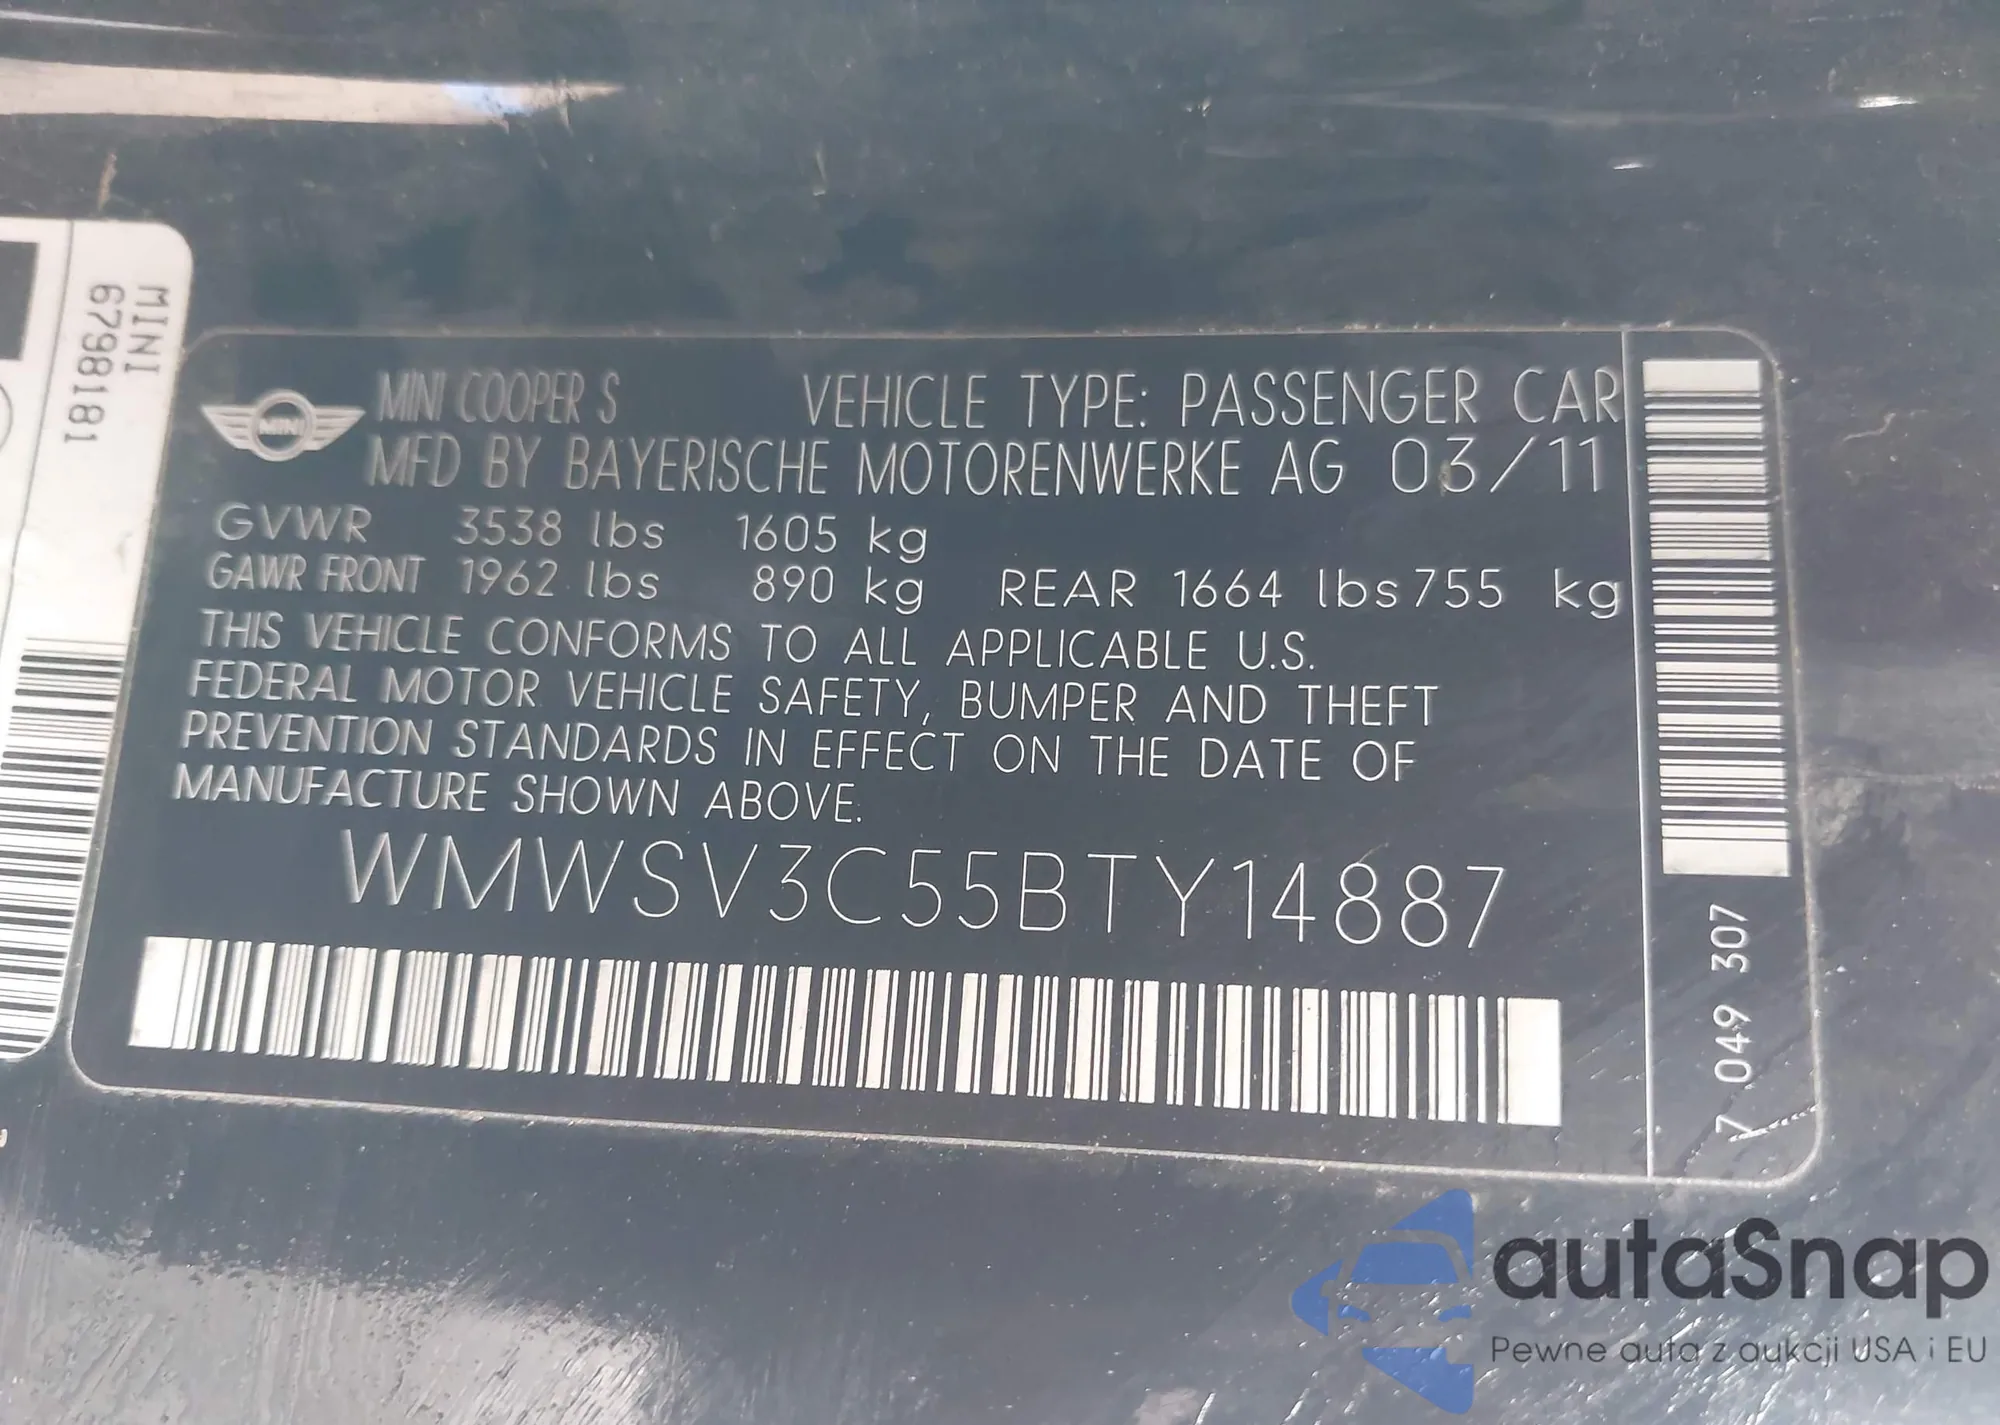 MINI
6798181
MINI
MINI COOPER S VEHICLE TYPE: PASSENGER CAR
MFD BY BAYERISCHE MOTORENWERKE AG 03/11
GVWR 3538 lbs 1605 kg
GAWR FRONT 1962 lbs 890 kg REAR 1664 lbs 755 kg
THIS VEHICLE CONFORMS TO ALL APPLICABLE U.S.
FEDERAL MOTOR VEHICLE SAFETY, BUMPER AND THEFT
PREVENTION STANDARDS IN EFFECT ON THE DATE OF
MANUFACTURE SHOWN ABOVE.
WMWSV3C55BTY14887
7 049 307
autaSnap
Pewne auta z aukcji USA i EU